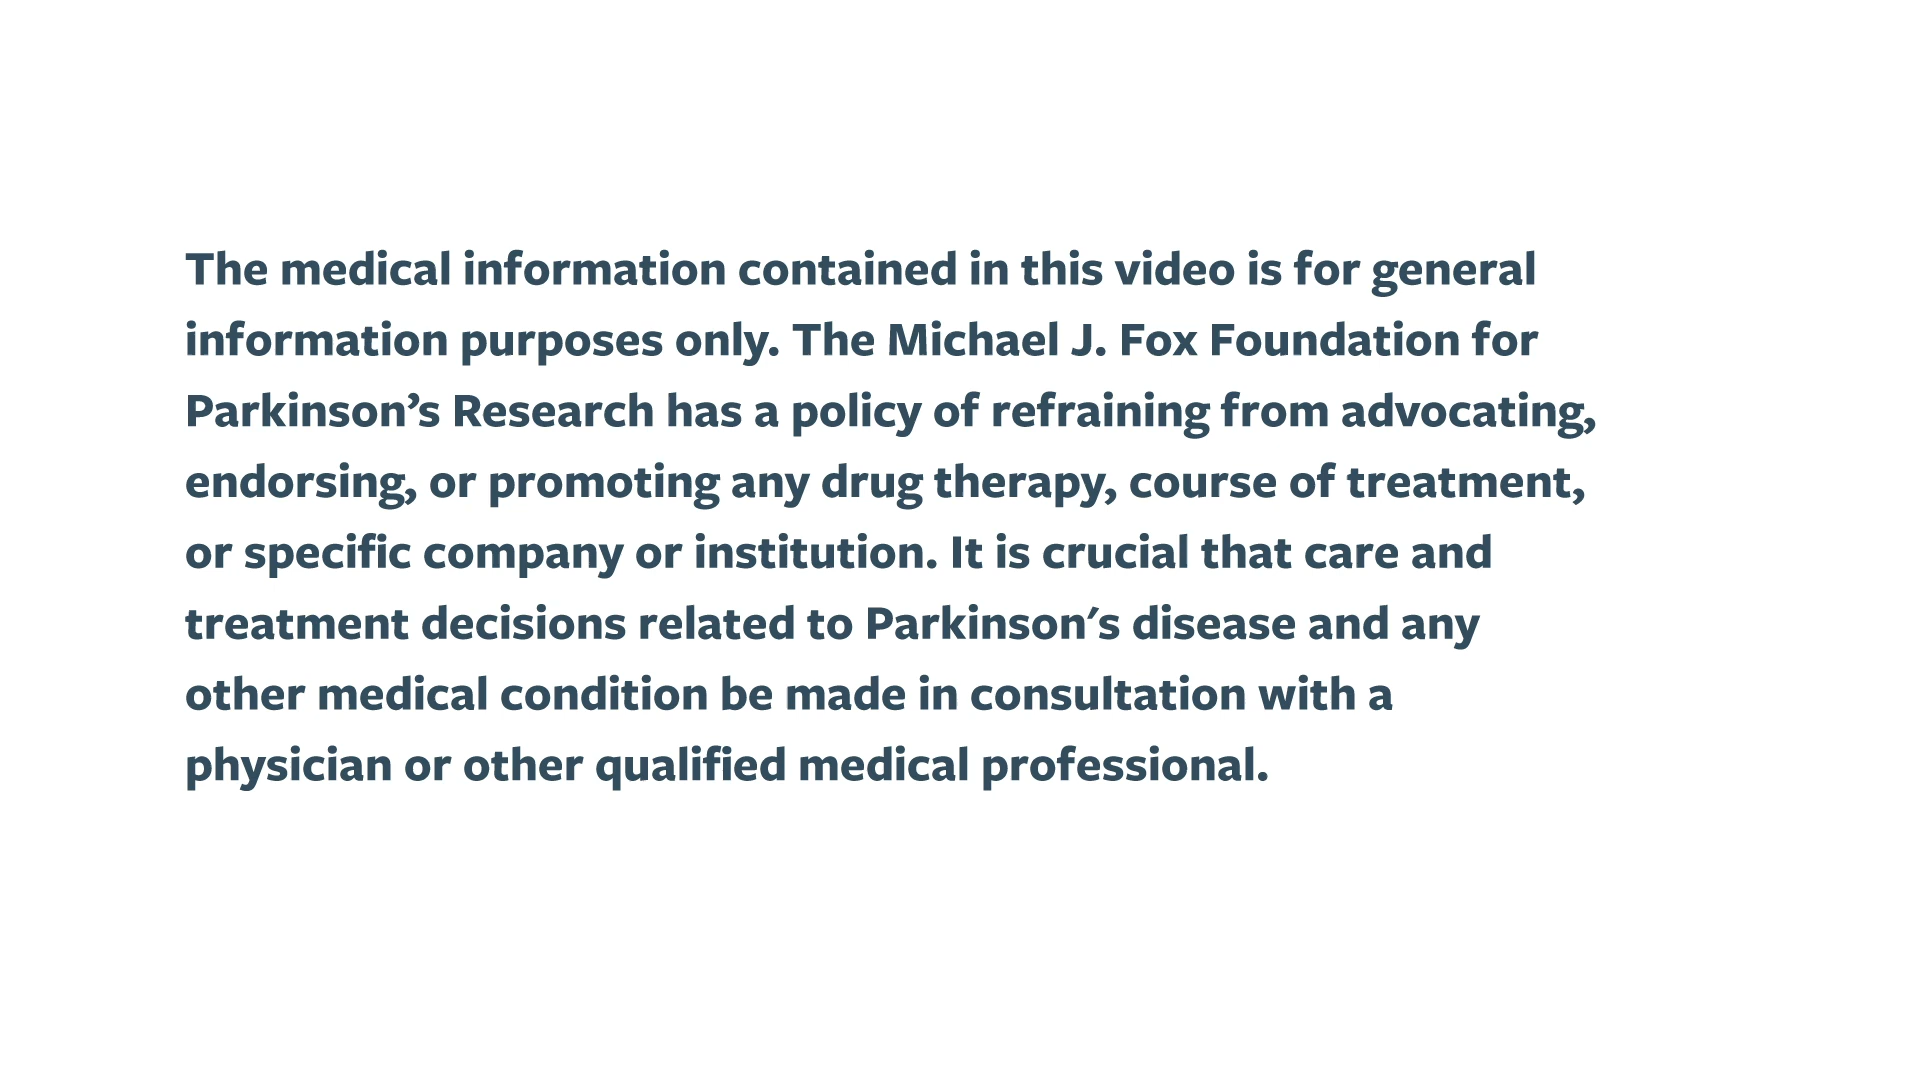 The medical information contained in this video is for general
information purposes only. The Michael J. Fox Foundation for
Parkinson’s Research has a policy of refraining from advocating,
endorsing, or promoting any drug therapy, course of treatment,
or specific company or institution. It is crucial that care and
treatment decisions related to Parkinson's disease and any
other medical condition be made in consultation with a
physician or other qualified medical professional.